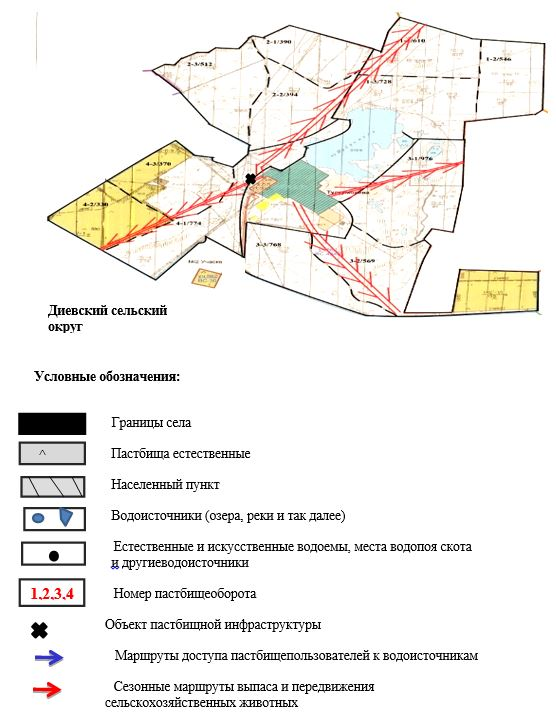 2-1/390
1-1/610
2-3/512
1-2/546
1-3/728
2-2/394
3-1/976
4-3/370
4-2/330
4-1/774
3-3/768
3-2/569
Диевский сельский
округ
Условные обозначения:
Границы села
^ Пастбища естественные
Населенный пункт
Водоисточники (озера, реки и так далее)
Естественные и искусственные водоемы, места водопоя скота
и другиеводоисточники
1,2,3,4 Номер пастбищеоборота
Объект пастбищной инфраструктуры
Маршруты доступа пастбищепользователей к водоисточникам
Сезонные маршруты выпаса и передвижения
сельскохозяйственных животных